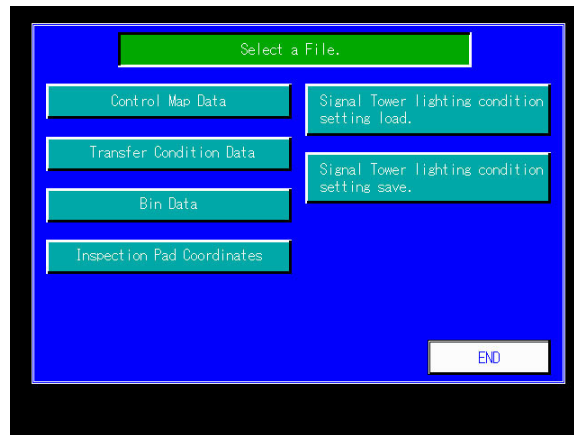 Select a File.
Control Map Data
Transfer Condition Data
Bin Data
Inspection Pad Coordinates
Signal Tower lighting condition
setting load.
Signal Tower lighting condition
setting save.
END